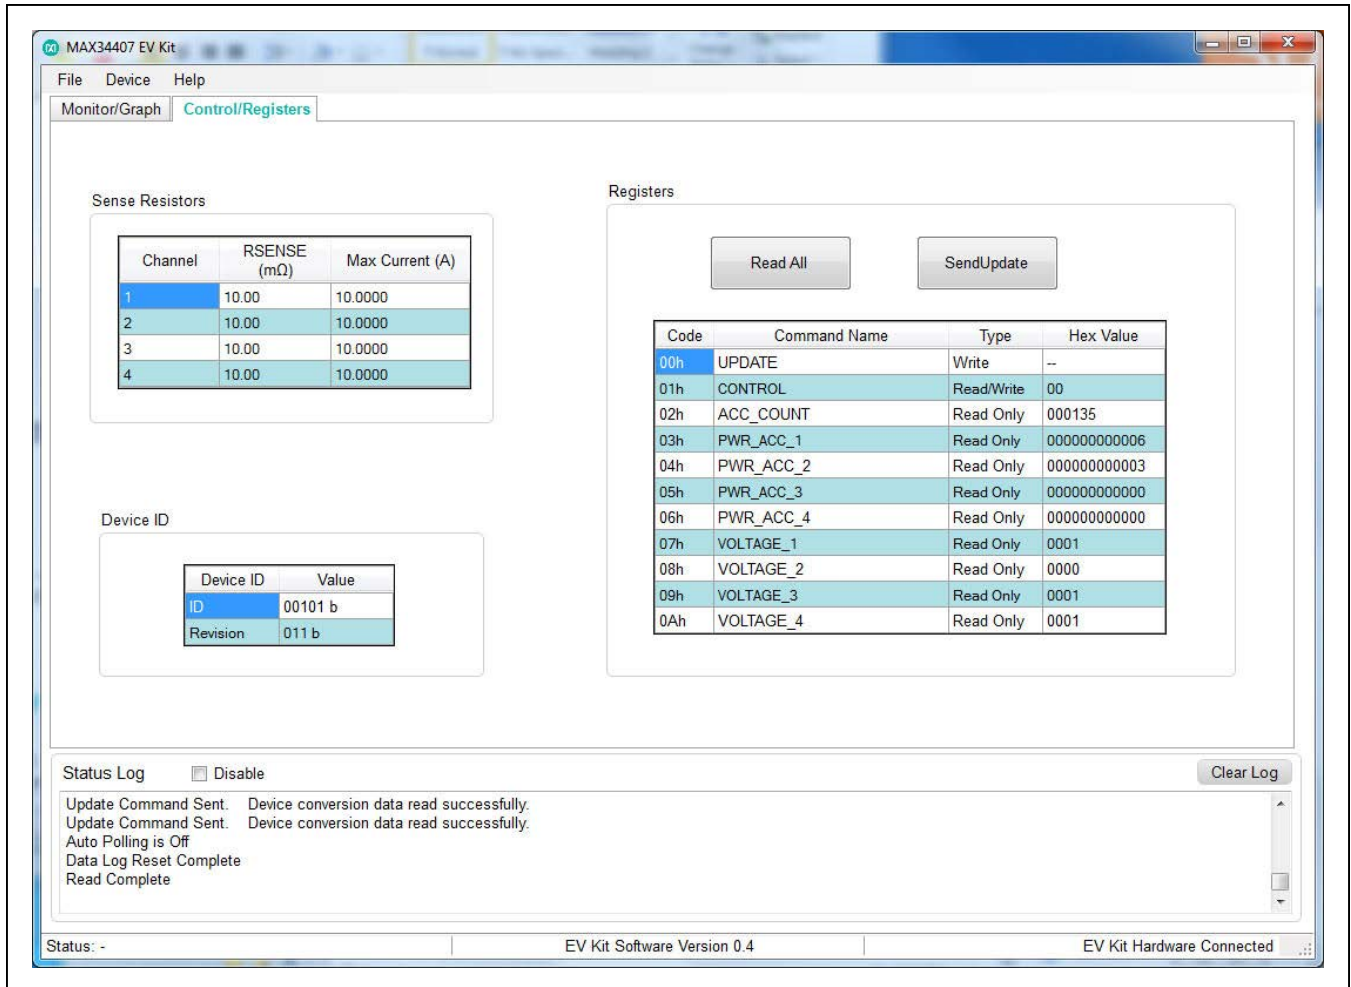 MAX34407 EV Kit
File Device Help
Monitor/Graph Control/Registers
Sense Resistors
Channel RSENSE (mΩ) Max Current (A)
1 10.00 10.0000
2 10.00 10.0000
3 10.00 10.0000
4 10.00 10.0000
Device ID
Device ID Value
ID 00101 b
Revision 011 b
Registers
Read All SendUpdate
Code Command Name Type Hex Value
00h UPDATE Write --
01h CONTROL Read/Write 00
02h ACC_COUNT Read Only 000135
03h PWR_ACC_1 Read Only 000000000006
04h PWR_ACC_2 Read Only 000000000003
05h PWR_ACC_3 Read Only 000000000000
06h PWR_ACC_4 Read Only 000000000000
07h VOLTAGE_1 Read Only 0001
08h VOLTAGE_2 Read Only 0000
09h VOLTAGE_3 Read Only 0001
0Ah VOLTAGE_4 Read Only 0001
Status Log Disable Clear Log
Update Command Sent. Device conversion data read successfully.
Update Command Sent. Device conversion data read successfully.
Auto Polling is Off
Data Log Reset Complete
Read Complete
Status: - EV Kit Software Version 0.4 EV Kit Hardware Connected